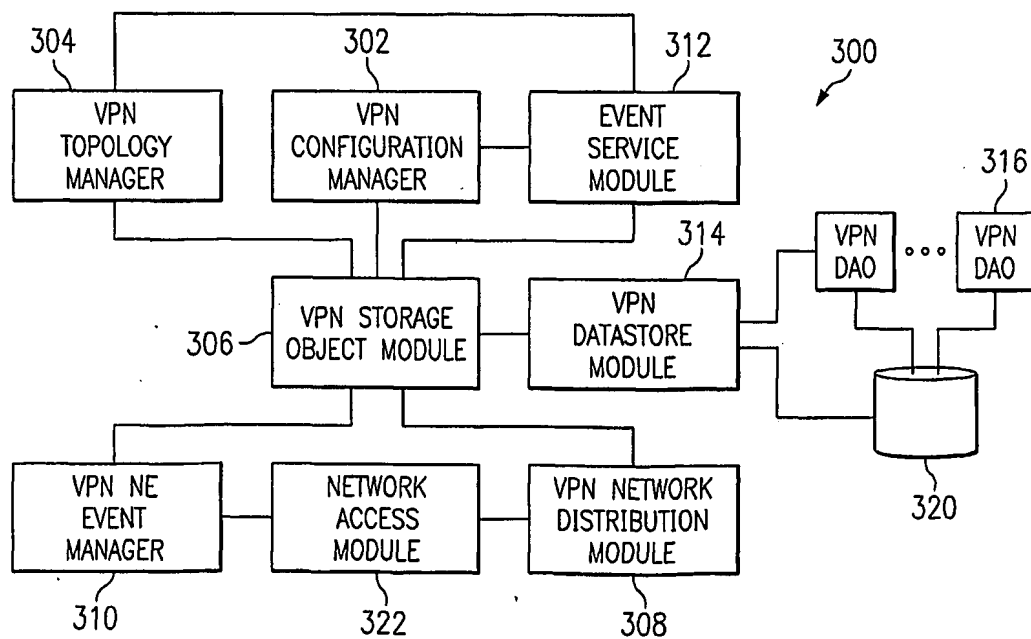 304
302
312
300
VPN
TOPOLOGY
MANAGER
VPN
CONFIGURATION
MANAGER
EVENT
SERVICE
MODULE
316
314
VPN
DAO
VPN
DAO
306
VPN STORAGE
OBJECT MODULE
VPN
DATASTORE
MODULE
320
VPN NE
EVENT
MANAGER
NETWORK
ACCESS
MODULE
VPN NETWORK
DISTRIBUTION
MODULE
310
322
308